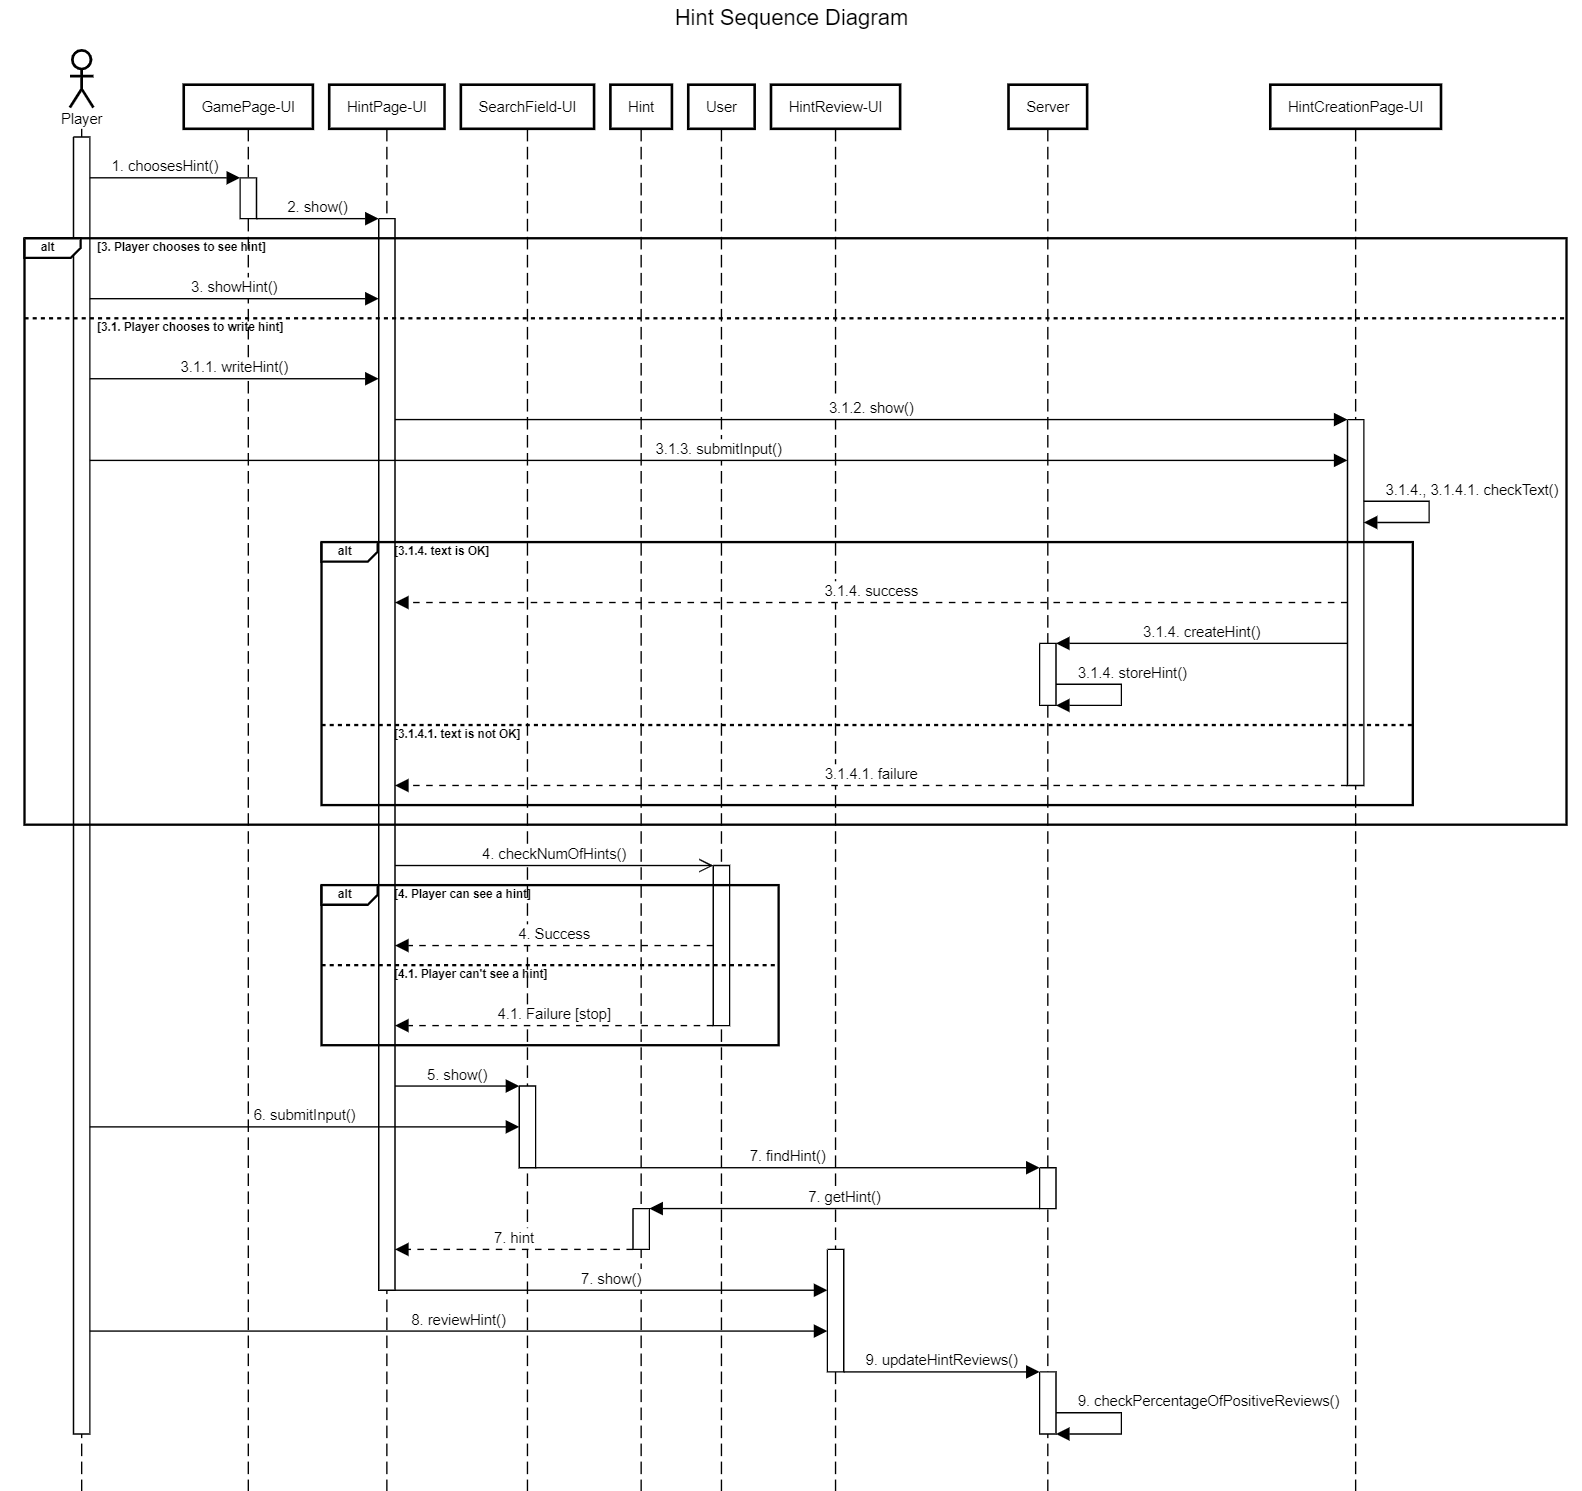 Hint Sequence Diagram
Player
GamePage-UI
HintPage-UI
SearchField-UI
Hint
User
HintReview-UI
Server
HintCreationPage-UI
1. choosesHint()
2. show()
alt
[3. Player chooses to see hint]
3. showHint()
[3.1. Player chooses to write hint]
3.1.1. writeHint()
3.1.2. show()
3.1.3. submitInput()
3.1.4., 3.1.4.1. checkText()
alt
[3.1.4. text is OK]
3.1.4. success
3.1.4. createHint()
3.1.4. storeHint()
[3.1.4.1. text is not OK]
3.1.4.1. failure
4. checkNumOfHints()
alt
[4. Player can see a hint]
4. Success
[4.1. Player can't see a hint]
4.1. Failure [stop]
5. show()
6. submitInput()
7. findHint()
7. getHint()
7. hint
7. show()
8. reviewHint()
9. updateHintReviews()
9. checkPercentageOfPositiveReviews()